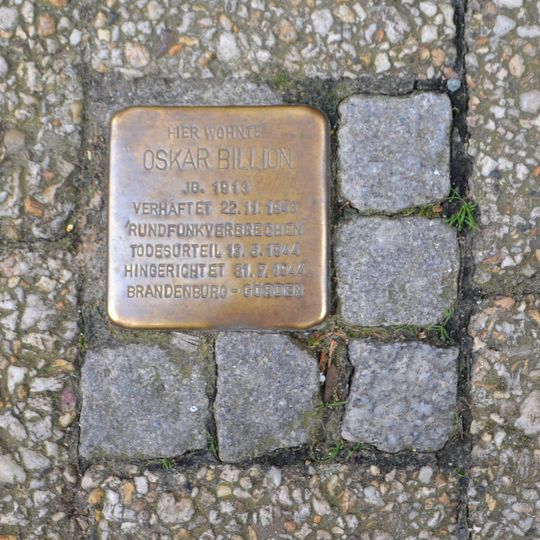 HIER WOHNTE
OSKAR BILLION
JG. 1913
VERHAFTET 22.11.1943
'RUNDFUNKVERBRECHEN'
TODESURTEIL 13.6.1944
HINGERICHTET 31.7.1944
BRANDENBURG - GÖRDEN